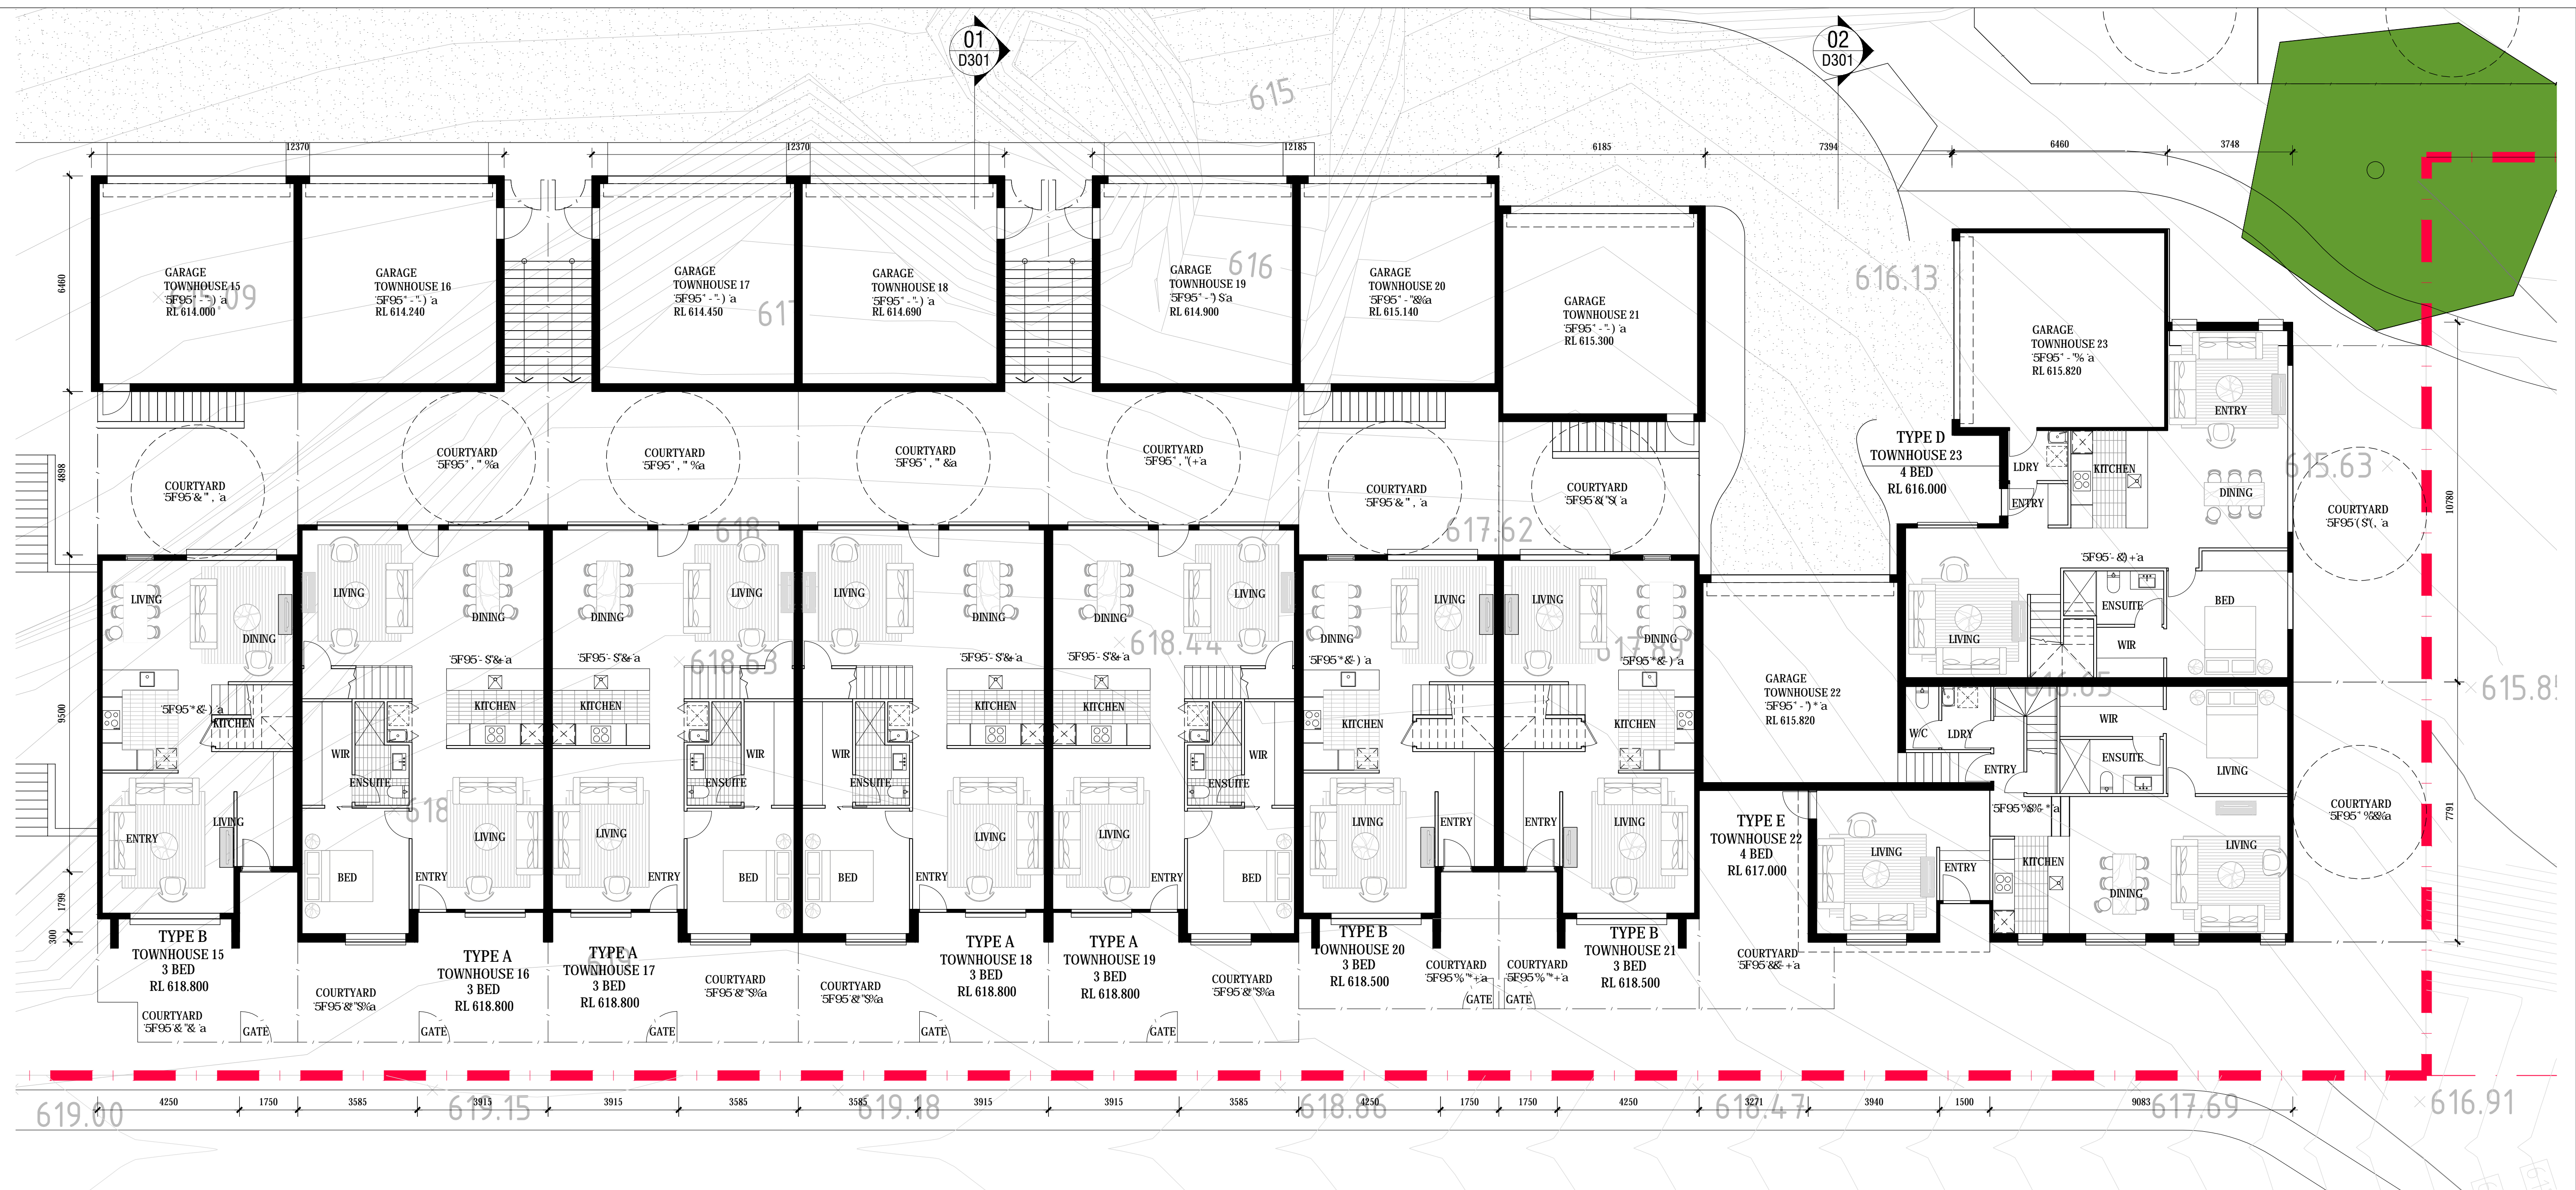 01
D301
02
D301
615
12370
12370
12185
6185
7394
6460
3748
6460
4898
9500
1799
300
10780
7791
GARAGE
TOWNHOUSE 15
RL 614.000
GARAGE
TOWNHOUSE 16
RL 614.240
GARAGE
TOWNHOUSE 17
RL 614.450
GARAGE
TOWNHOUSE 18
RL 614.690
GARAGE
TOWNHOUSE 19
RL 614.900
GARAGE
TOWNHOUSE 20
RL 615.140
GARAGE
TOWNHOUSE 21
RL 615.300
GARAGE
TOWNHOUSE 23
RL 615.820
616
616.13
615.63
617.62
618
618.63
618.44
617.89
615.8
COURTYARD
COURTYARD
COURTYARD
COURTYARD
COURTYARD
COURTYARD
COURTYARD
COURTYARD
COURTYARD
TYPE D
TOWNHOUSE 23
4 BED
RL 616.000
ENTRY
LDRY
KITCHEN
DINING
ENTRY
LIVING
ENSUITE
WIR
BED
LIVING
DINING
KITCHEN
LIVING
ENTRY
LIVING
DINING
KITCHEN
WIR
ENSUITE
LIVING
BED
ENTRY
DINING
LIVING
KITCHEN
WIR
ENSUITE
LIVING
ENTRY
BED
LIVING
DINING
KITCHEN
WIR
ENSUITE
LIVING
BED
ENTRY
DINING
LIVING
KITCHEN
WIR
ENSUITE
LIVING
ENTRY
BED
LIVING
DINING
KITCHEN
LIVING
ENTRY
LIVING
DINING
KITCHEN
LIVING
ENTRY
GARAGE
TOWNHOUSE 22
RL 615.820
W/C
LDRY
WIR
ENSUITE
ENTRY
LIVING
LIVING
ENTRY
KITCHEN
DINING
LIVING
618
TYPE B
TOWNHOUSE 15
3 BED
RL 618.800
TYPE A
TOWNHOUSE 16
3 BED
RL 618.800
TYPE A
TOWNHOUSE 17
3 BED
RL 618.800
TYPE A
TOWNHOUSE 18
3 BED
RL 618.800
TYPE A
TOWNHOUSE 19
3 BED
RL 618.800
TYPE B
TOWNHOUSE 20
3 BED
RL 618.500
TYPE B
TOWNHOUSE 21
3 BED
RL 618.500
TYPE E
TOWNHOUSE 22
4 BED
RL 617.000
COURTYARD
COURTYARD
COURTYARD
COURTYARD
COURTYARD
COURTYARD
COURTYARD
COURTYARD
GATE
GATE
GATE
GATE
GATE
GATE
GATE
4250
1750
3585
3915
3915
3585
3585
3915
3915
3585
4250
1750
1750
4250
3271
3940
1500
9083
619.00
619.15
619.18
618.86
618.47
617.69
616.91